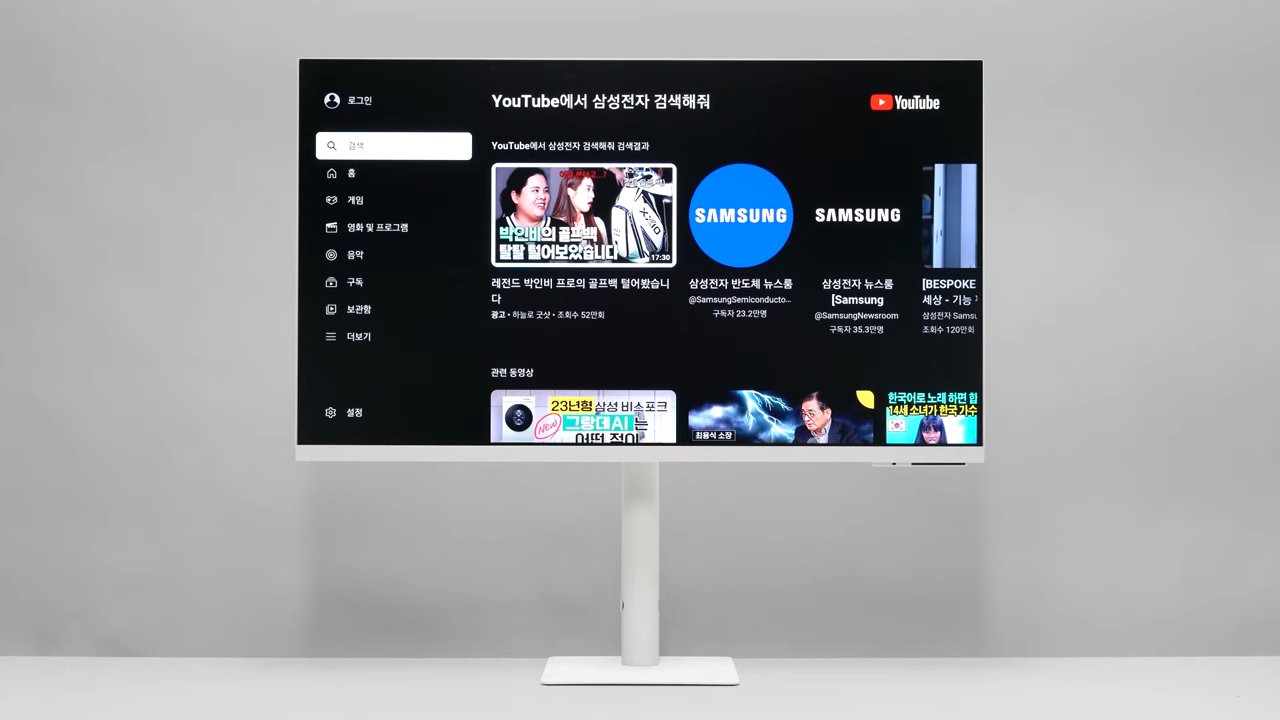 로그인
YouTube에서 삼성전자 검색해줘
YouTube
검색
홈
게임
영화 및 프로그램
음악
구독
보관함
더보기
설정
YouTube에서 삼성전자 검색해줘 검색결과
박인비의 골프백
탈탈 털어보았습니다
17:30
레전드 박인비 프로의 골프백 털어봤습니
다
광고 • 하늘로 굿샷 • 조회수 52만회
SAMSUNG
삼성전자 반도체 뉴스룸
@SamsungSemiconducto...
구독자 23.2만명
SAMSUNG
삼성전자 뉴스룸
[Samsung
@SamsungNewsroom
구독자 35.3만명
[BESPOKE
세상 - 기능
삼성전자 Samsu
조회수 120만회
관련 동영상
23년형 삼성 비스포크
New 그랑데AI 는
어떤 점이
최용식 소장
한국어로 노래 하면 합
14세 소녀가 한국 가수